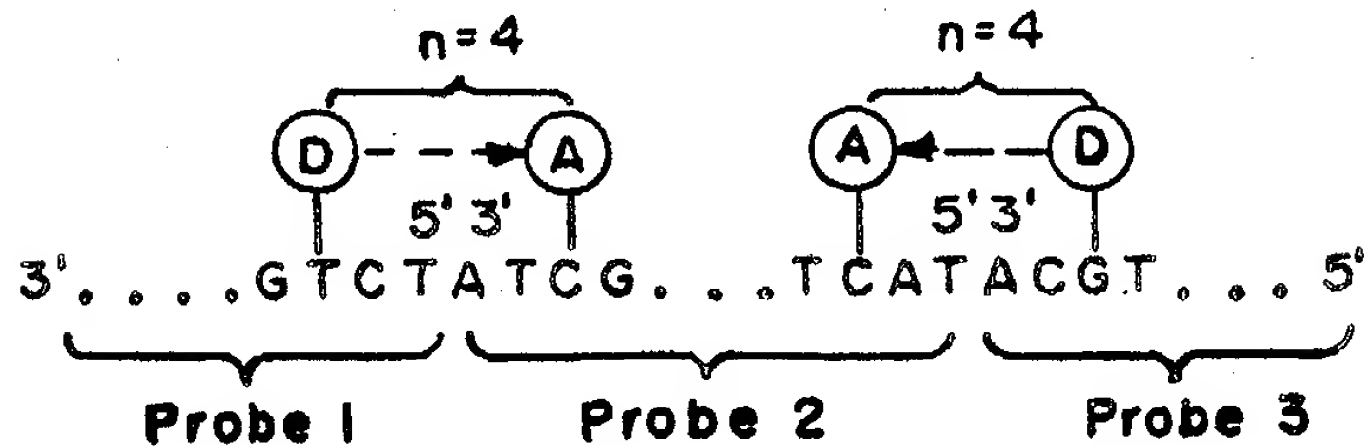 n=4 n=4
D A A D
5' 3' 5' 3'
3'. . . .GTCTATCG. . .TCATACGT. . . 5'
Probe 1 Probe 2 Probe 3